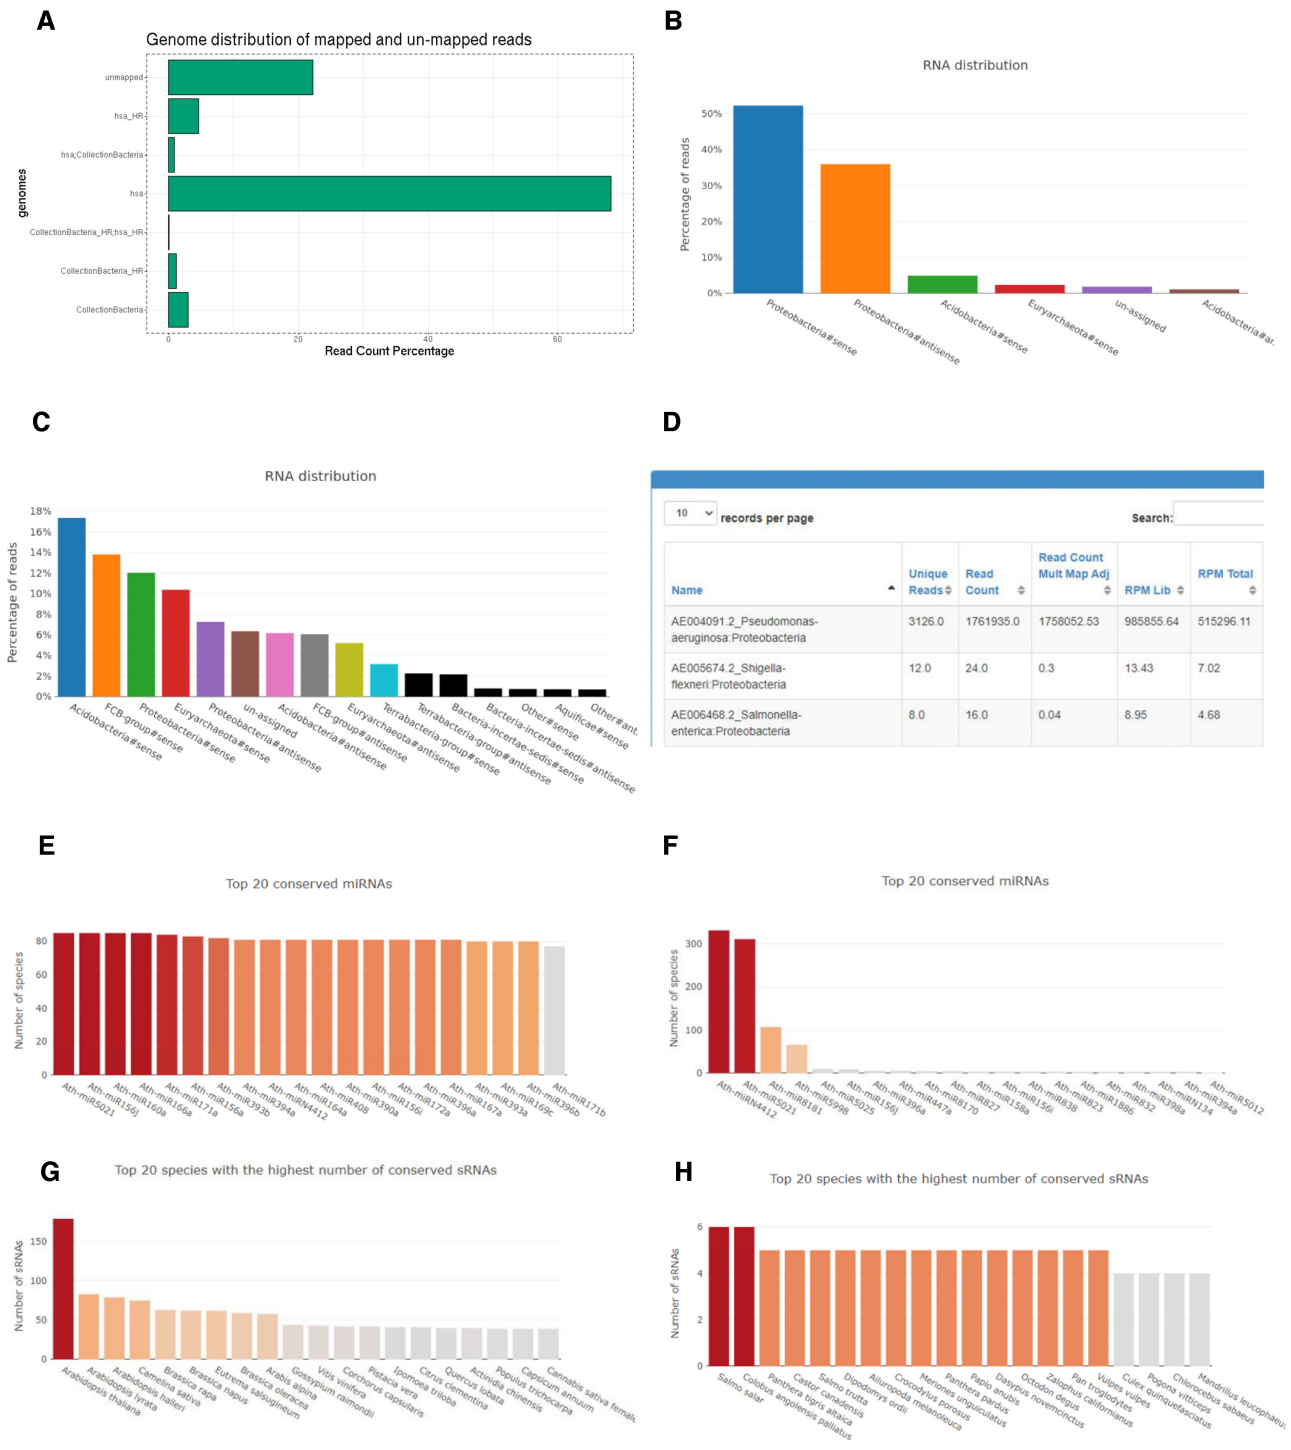 A
Genome distribution of mapped and un-mapped reads
genomes
unmapped
hsa_HR
hsa;CollectionBacteria
hsa
CollectionBacteria_HR;hsa_HR
CollectionBacteria_HR
CollectionBacteria
0 20 40 60
Read Count Percentage
B
RNA distribution
Percentage of reads
50%
40%
30%
20%
10%
0%
Proteobacteria#sense
Proteobacteria#antisense
Acidobacteria#sense
Euryarchaeota#sense
un-assigned
Acidobacteria#an
C
RNA distribution
Percentage of reads
18%
16%
14%
12%
10%
8%
6%
4%
2%
0%
Acidobacteria#sense
FCB-group#sense
Proteobacteria#sense
Euryarchaeota#sense
Proteobacteria#antisense
un-assigned
Acidobacteria#antisense
FCB-group#antisense
Euryarchaeota#antisense
Terrabacteria-group#sense
Terrabacteria-group#antisense
Bacteria-incertae-sedis#sense
Bacteria-incertae-sedis#antisense
Other#sense
Aquificae#sense
Other#ant
D
10 records per page
Search:
Name Unique Reads Read Count Read Count Mult Map Adj RPM Lib RPM Total
AE004091.2_Pseudomonas-aeruginosa:Proteobacteria 3126.0 1761935.0 1758052.53 985855.64 515296.11
AE005674.2_Shigella-flexneri:Proteobacteria 12.0 24.0 0.3 13.43 7.02
AE006468.2_Salmonella-enterica:Proteobacteria 8.0 16.0 0.04 8.95 4.68
E
Top 20 conserved miRNAs
Number of species
80
60
40
20
0
Ath-miR5021
Ath-miR156j
Ath-miR160a
Ath-miR166a
Ath-miR171a
Ath-miR156a
Ath-miR393b
Ath-miR394a
Ath-miRN4412
Ath-miR164a
Ath-miR408
Ath-miR390a
Ath-miR156i
Ath-miR172a
Ath-miR396a
Ath-miR167a
Ath-miR393a
Ath-miR169c
Ath-miR396b
Ath-miR171b
F
Top 20 conserved miRNAs
Number of species
300
200
100
0
Ath-miRN4412
Ath-miR5021
Ath-miR8181
Ath-miR5998
Ath-miR5025
Ath-miR156j
Ath-miR396a
Ath-miR447a
Ath-miR8170
Ath-miR827
Ath-miR158a
Ath-miR156i
Ath-miR838
Ath-miR823
Ath-miR1886
Ath-miR832
Ath-miR398a
Ath-miRN134
Ath-miR394a
Ath-miR5012
G
Top 20 species with the highest number of conserved sRNAs
Number of sRNAs
150
100
50
0
Arabidopsis thaliana
Arabidopsis lyrata
Arabidopsis halleri
Camelina sativa
Brassica rapa
Brassica napus
Eutrema salsugineum
Brassica oleracea
Arabis alpina
Gossypium raimondii
Vitis vinifera
Corchorus capsularis
Pistacia vera
Ipomoea triloba
Citrus clementina
Quercus lobata
Actinidia chinensis
Populus trichocarpa
Capsicum annuum
Cannabis sativa female
H
Top 20 species with the highest number of conserved sRNAs
Number of sRNAs
6
4
2
0
Salmo salar
Colobus angolensis palliatus
Panthera tigris altaica
Castor canadensis
Salmo trutta
Dipodomys ordii
Ailuropoda melanoleuca
Crocodylus porosus
Meriones unguiculatus
Panthera pardus
Papio anubis
Dasypus novemcinctus
Octodon degus
Zalophus californianus
Pan troglodytes
Vulpes vulpes
Culex quinquefasciatus
Pogona vitticeps
Chlorocebus sabaeus
Mandrillus leucophaeus